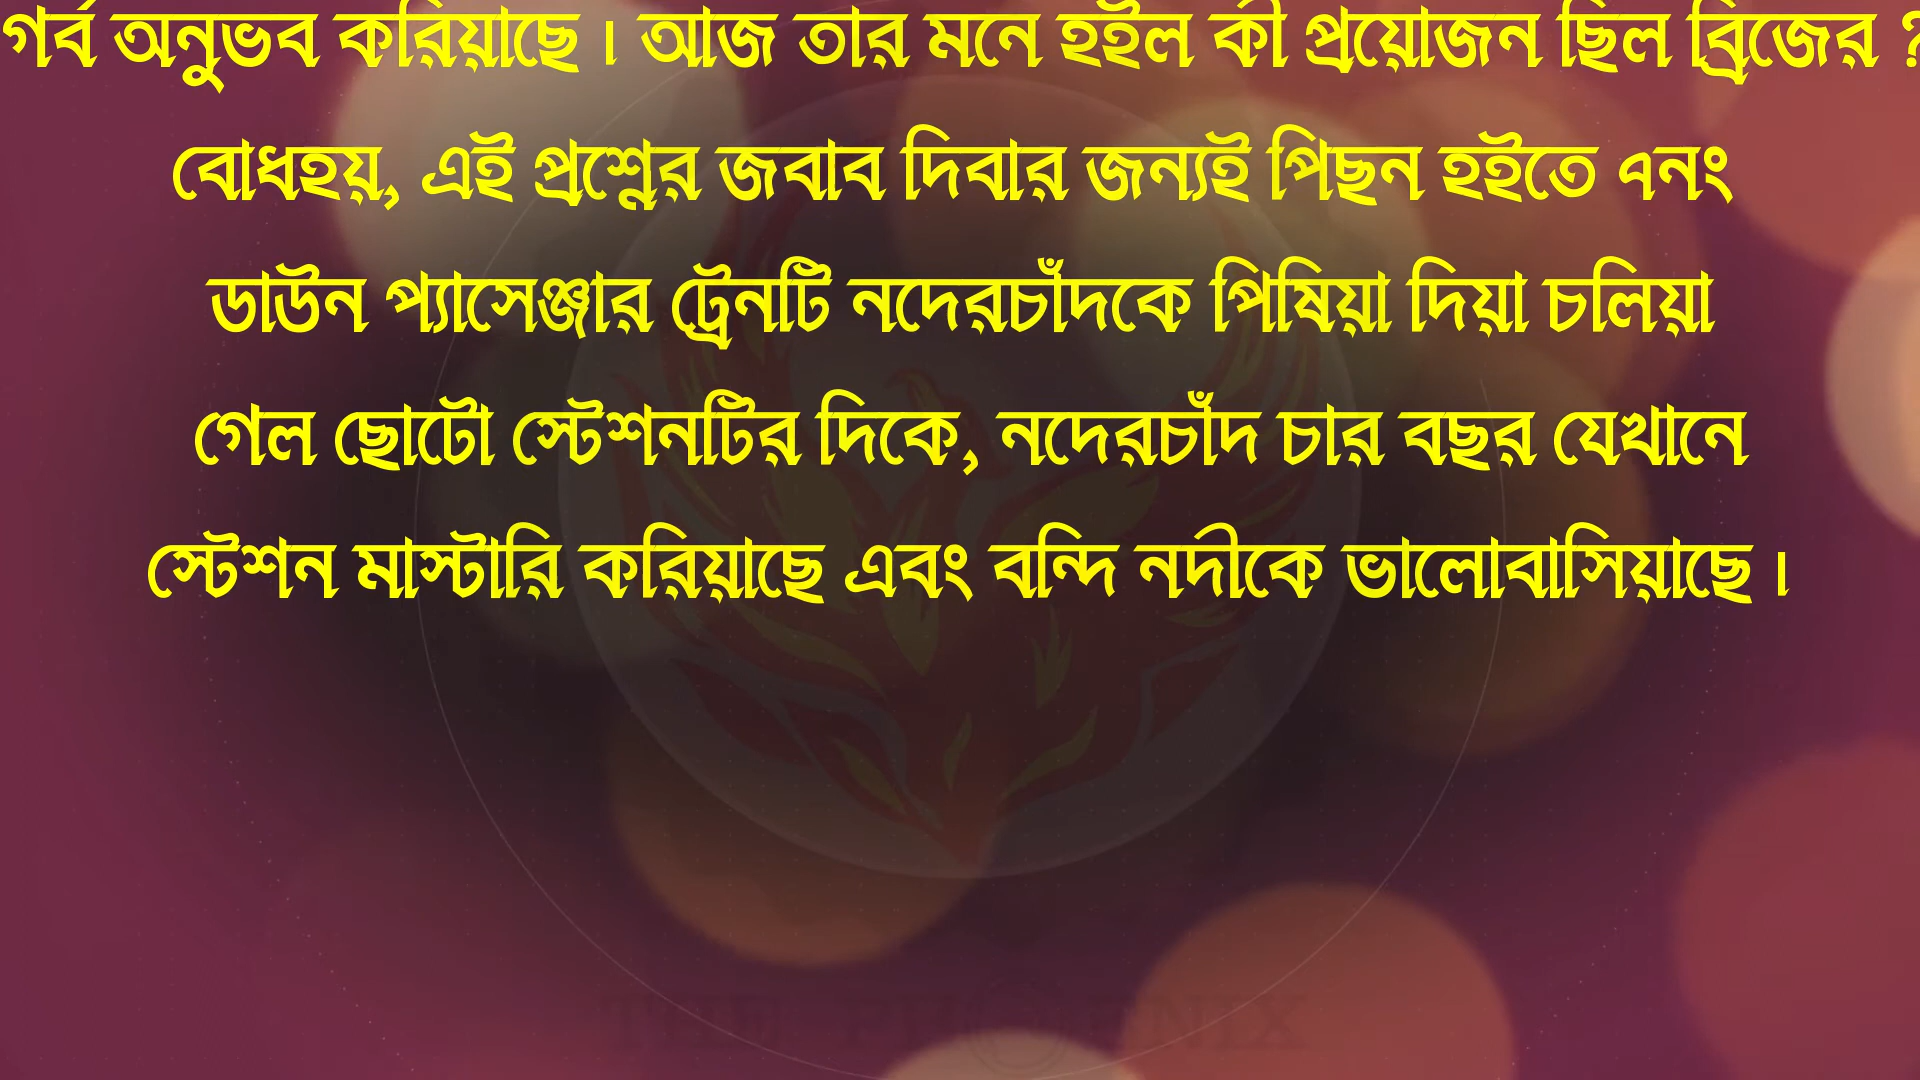 গর্ব অনুভব করিয়াছে। আজ তার মনে হইল কী প্রয়োজন ছিল ব্রিজের ?
বোধহয়, এই প্রশ্নের জবাব দিবার জন্যই পিছন হইতে ৭নং
ডাউন প্যাসেঞ্জার ট্রেনটি নদেরচাঁদকে পিষিয়া দিয়া চলিয়া
গেল ছোটো স্টেশনটির দিকে, নদেরচাঁদ চার বছর যেখানে
স্টেশন মাস্টারি করিয়াছে এবং বন্দি নদীকে ভালোবাসিয়াছে।